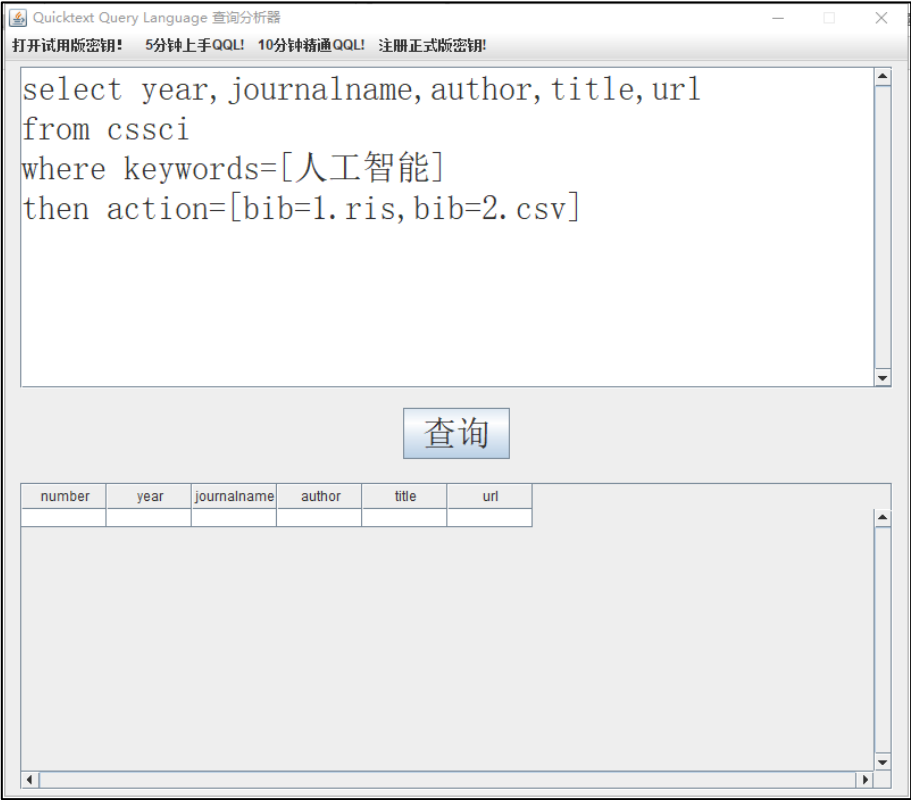 Quicktext Query Language 查询分析器
打开试用版密钥! 5分钟上手QQL! 10分钟精通QQL! 注册正式版密钥!
select year,journalname,author,title,url
from cssci
where keywords=[人工智能]
then action=[bib=1.ris,bib=2.csv]
查询
number year journalname author title url